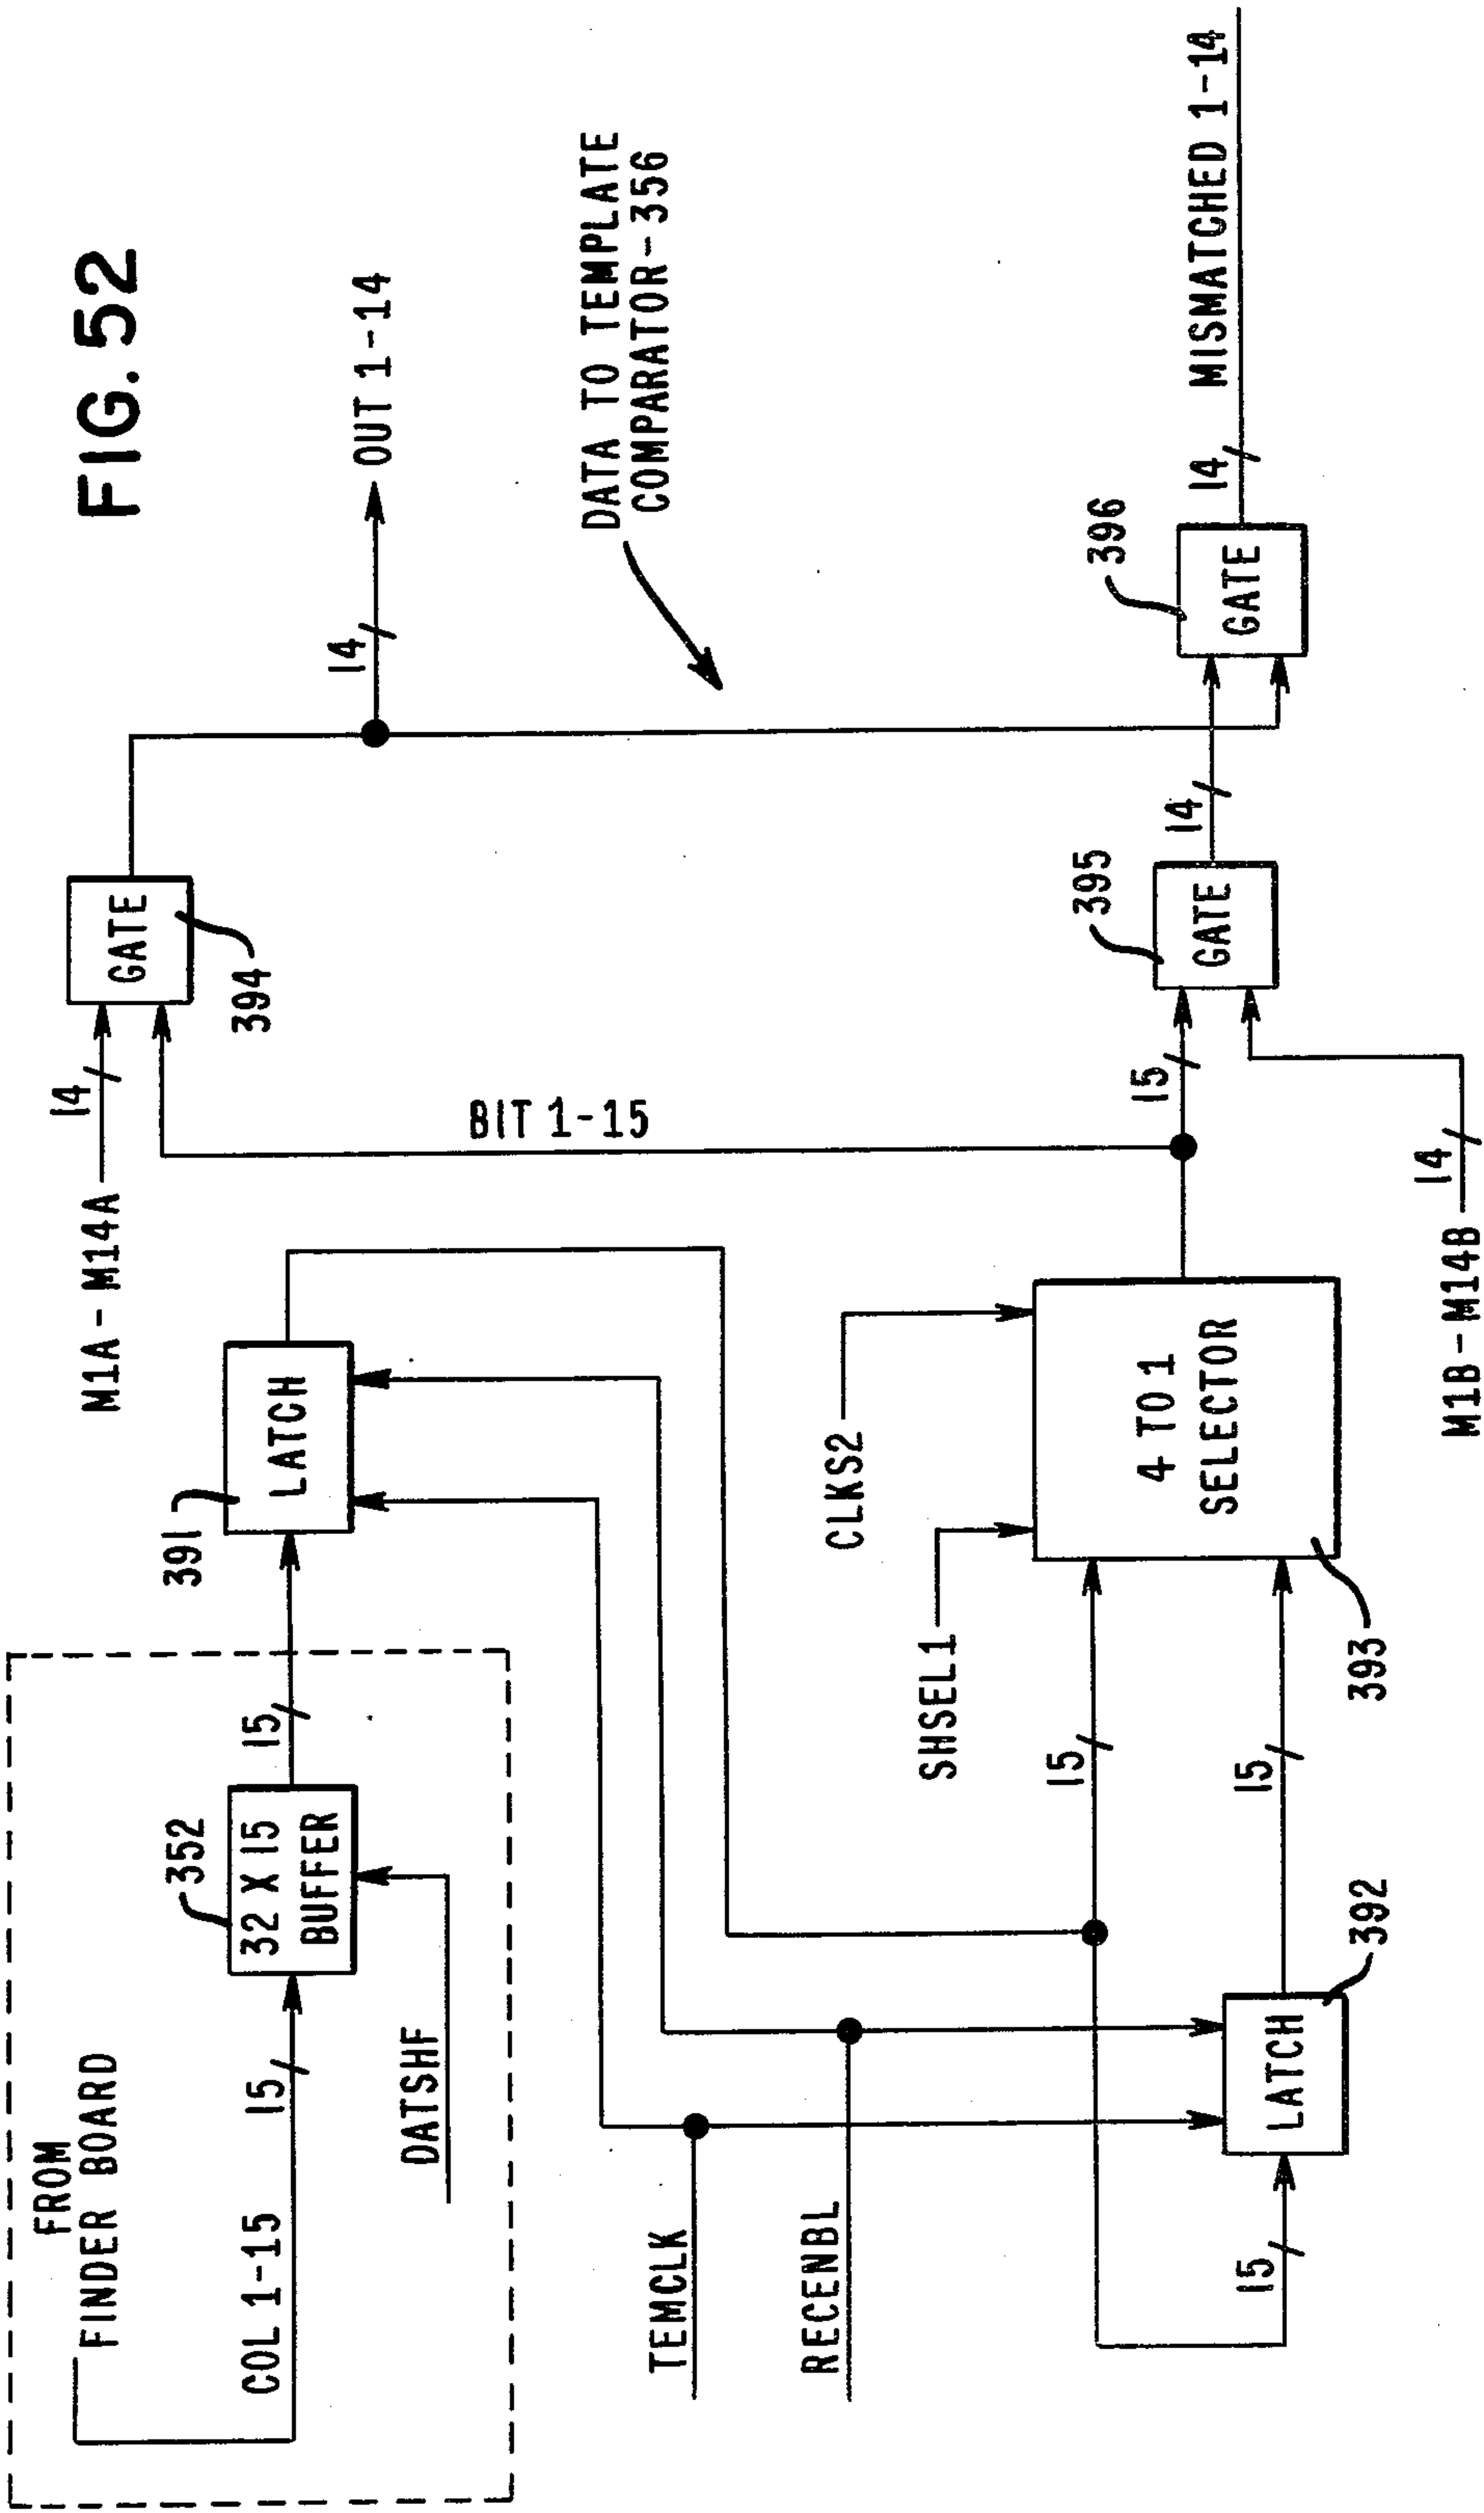 FIG. 52
FROM
FINDER BOARD
COL 1-15
15
352
32 X 15
BUFFER
DATSHF
15
391
LATCH
M1A-M14A
14
GATE
394
14
OUT 1-14
BIT 1-15
DATA TO TEMPLATE
COMPARATOR-356
TEMCLK
RECENBL
SHSEL1
CLKS2
15
15
LATCH
392
15
4 TO 1
SELECTOR
393
15
M1B-M14B
14
GATE
395
14
GATE
396
14
MISMATCHED 1-14